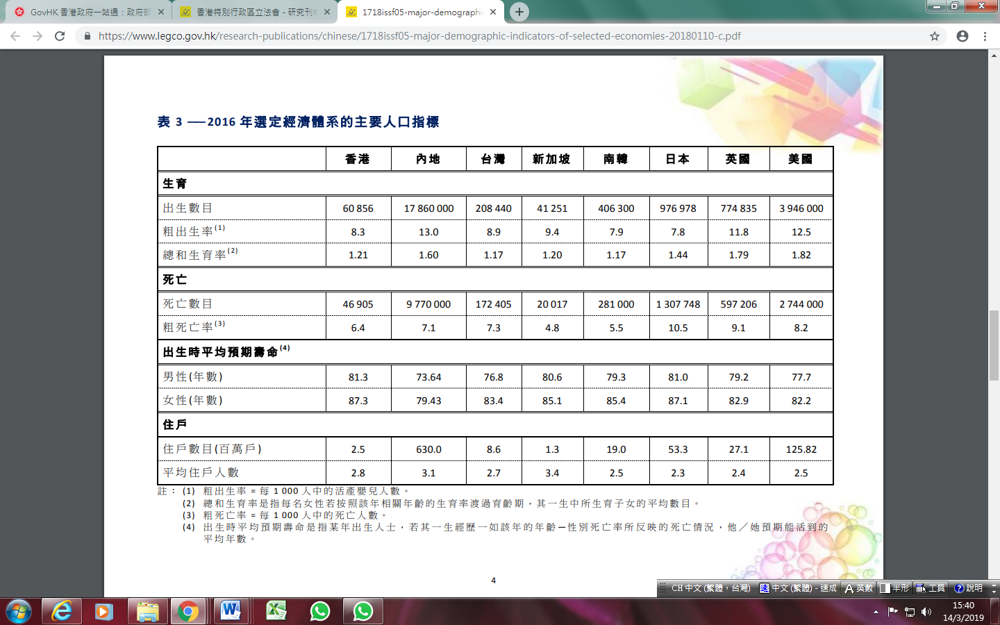 GovHK 香港政府一站通：政府部
香港特別行政區立法會 - 研究刊
1718issf05-major-demographi
https://www.legco.gov.hk/research-publications/chinese/1718issf05-major-demographic-indicators-of-selected-economies-20180110-c.pdf
表 3 ──2016 年選定經濟體系的主要人口指標
香港 內地 台灣 新加坡 南韓 日本 英國 美國
生育
出生數目 60 856 17 860 000 208 440 41 251 406 300 976 978 774 835 3 946 000
粗出生率(1) 8.3 13.0 8.9 9.4 7.9 7.8 11.8 12.5
總和生育率(2) 1.21 1.60 1.17 1.20 1.17 1.44 1.79 1.82
死亡
死亡數目 46 905 9 770 000 172 405 20 017 281 000 1 307 748 597 206 2 744 000
粗死亡率(3) 6.4 7.1 7.3 4.8 5.5 10.5 9.1 8.2
出生時平均預期壽命(4)
男性(年數) 81.3 73.64 76.8 80.6 79.3 81.0 79.2 77.7
女性(年數) 87.3 79.43 83.4 85.1 85.4 87.1 82.9 82.2
住戶
住戶數目(百萬戶) 2.5 630.0 8.6 1.3 19.0 53.3 27.1 125.82
平均住戶人數 2.8 3.1 2.7 3.4 2.5 2.3 2.4 2.5
註： (1) 粗出生率 = 每 1 000 人中的活產嬰兒人數。
(2) 總和生育率是指每名女性若按照該年相關年齡的生育率渡過育齡期，其一生中所生育子女的平均數目。
(3) 粗死亡率 = 每 1 000 人中的死亡人數。
(4) 出生時平均預期壽命是指某年出生人士，若其一生經歷一如該年的年齡─性別死亡率所反映的死亡情況，他／她預期能活到的
平均年數。
4
CH 中文 (繁體，台灣) 速 中文 (繁體) - 速成 A 英數 半形 工具 說明
15:40
14/3/2019